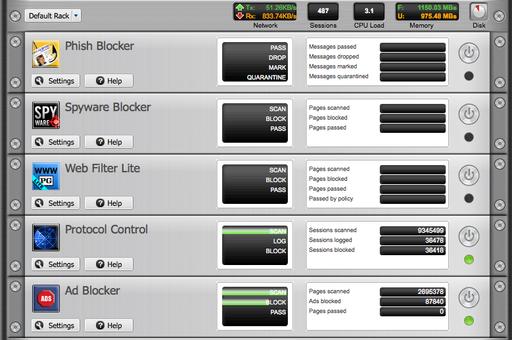 Default Rack
Tx: 51.26KB/s
Rx: 833.74KB/s
Network
487
Sessions
3.1
CPU Load
F: 1150.03 MBs
U: 975.48 MBs
Memory
Disk
Phish Blocker
Settings
Help
PASS
DROP
MARK
QUARANTINE
Messages passed
Messages dropped
Messages marked
Messages quarantined
SPY
WARE
Spyware Blocker
Settings
Help
SCAN
BLOCK
PASS
Pages scanned
Pages blocked
Pages passed
WWW
PG
Web Filter Lite
Settings
Help
SCAN
BLOCK
PASS
Pages scanned
Pages blocked
Pages passed
Passed by policy
Protocol Control
Settings
Help
SCAN
LOG
BLOCK
Sessions scanned 9345499
Sessions logged 36478
Sessions blocked 36418
ADS
Ad Blocker
Settings
Help
SCAN
BLOCK
PASS
Pages scanned 2695378
Ads blocked 87840
Pages passed 0